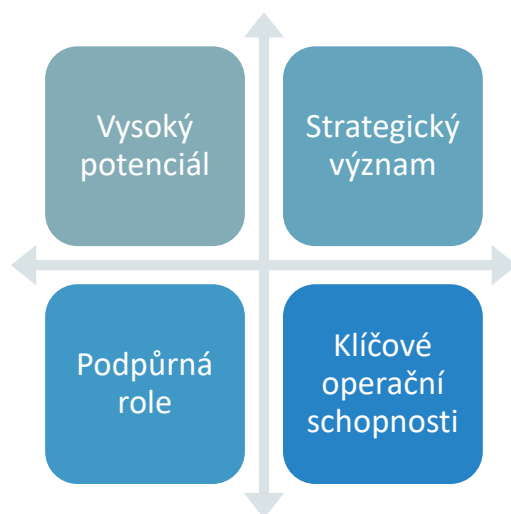 Vysoký
potenciál
Strategický
význam
Podpůrná
role
Klíčové
operační
schopnosti